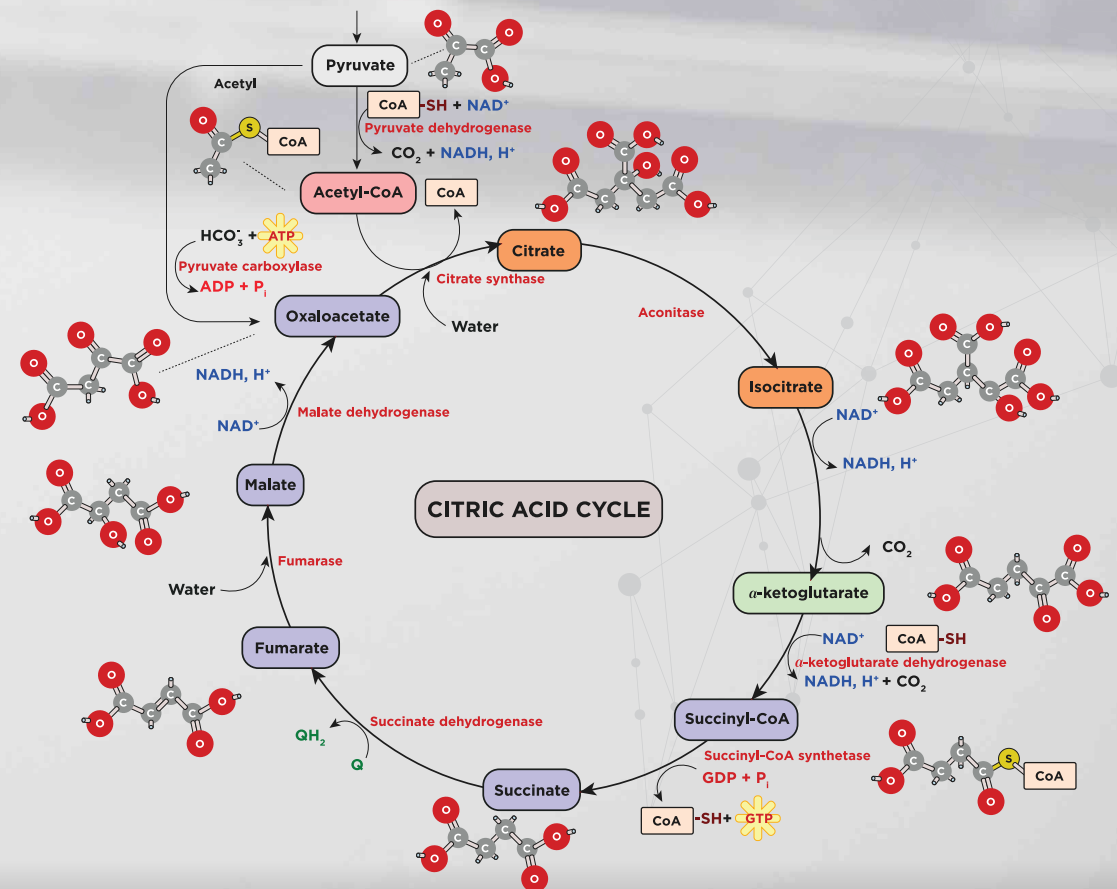 Pyruvate
Acetyl
CoA -SH + NAD⁺
Pyruvate dehydrogenase
CO₂ + NADH, H⁺
S
CoA
Acetyl-CoA
CoA
HCO₃⁻ + ATP
Pyruvate carboxylase
ADP + Pᵢ
Citrate
Citrate synthase
Water
Oxaloacetate
Aconitase
Isocitrate
NAD⁺
NADH, H⁺
CO₂
NADH, H⁺
Malate dehydrogenase
NAD⁺
Malate
CITRIC ACID CYCLE
Fumarase
Water
α-ketoglutarate
NAD⁺ CoA -SH
α-ketoglutarate dehydrogenase
NADH, H⁺ + CO₂
Fumarate
Succinyl-CoA
Succinate dehydrogenase
QH₂
Q
Succinyl-CoA synthetase
GDP + Pᵢ
CoA -SH+ GTP
S
CoA
Succinate